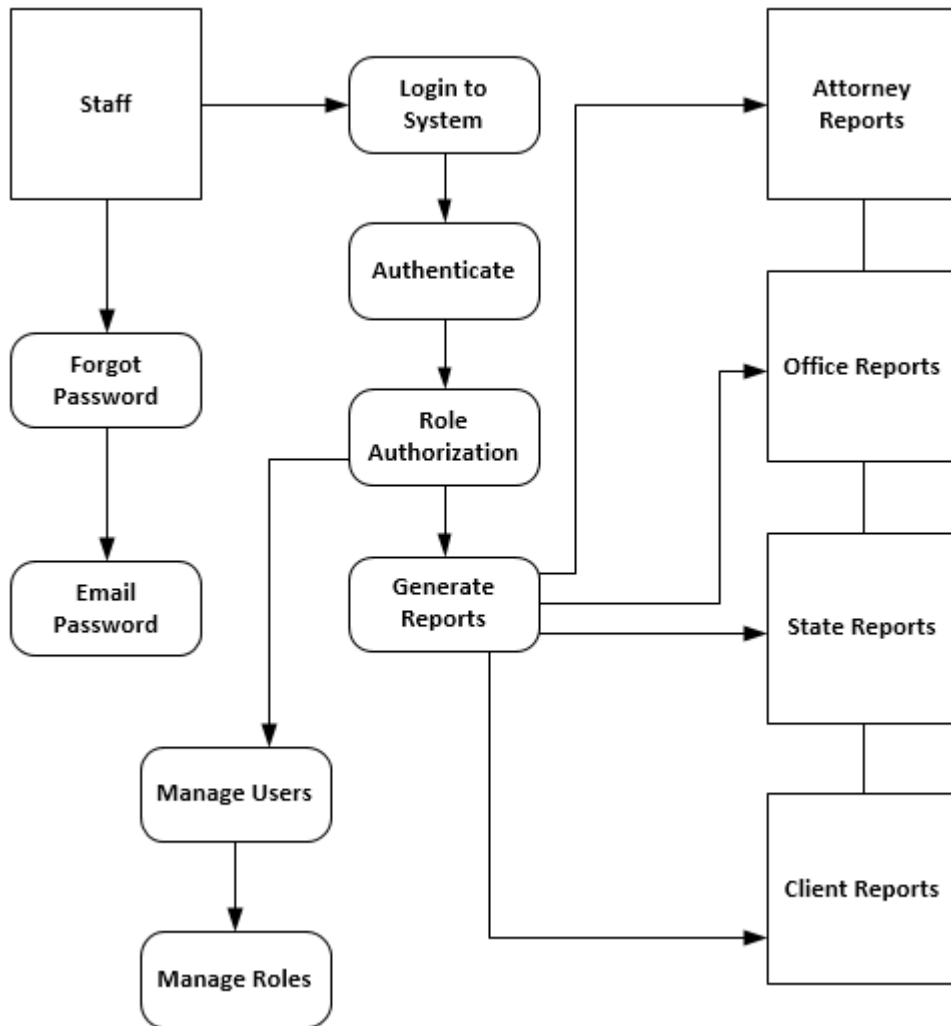 Staff
Login to
System
Attorney
Reports
Authenticate
Forgot
Password
Office Reports
Role
Authorization
Email
Password
Generate
Reports
State Reports
Manage Users
Client Reports
Manage Roles